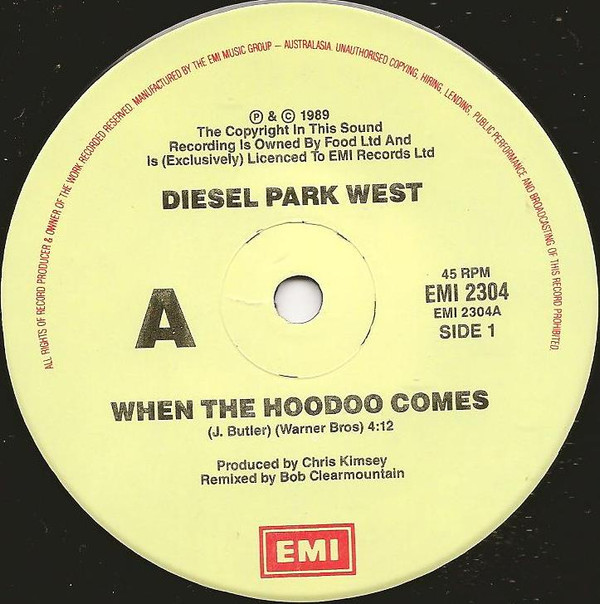 ALL RIGHTS OF RECORD PRODUCER & OWNER OF THE WORK RECORDED RESERVED. MANUFACTURED BY THE EMI MUSIC GROUP – AUSTRALASIA. UNAUTHORISED COPYING, HIRING, LENDING, PUBLIC PERFORMANCE AND BROADCASTING OF THIS RECORD PROHIBITED
Ⓟ & © 1989
The Copyright In This Sound
Recording Is Owned By Food Ltd And
Is (Exclusively) Licenced To EMI Records Ltd
DIESEL PARK WEST
A
45 RPM
EMI 2304
EMI 2304A
SIDE 1
WHEN THE HOODOO COMES
(J. Butler) (Warner Bros) 4:12
Produced by Chris Kimsey
Remixed by Bob Clearmountain
EMI